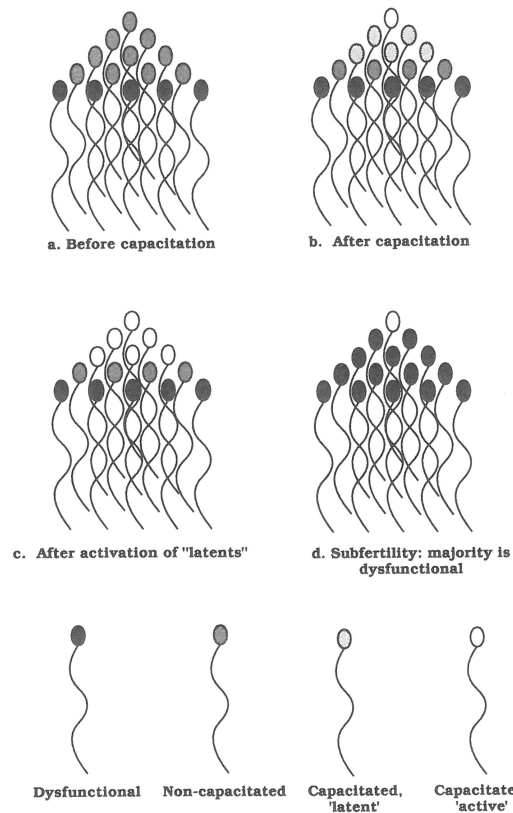 a. Before capacitation
b. After capacitation
c. After activation of "latents"
d. Subfertility: majority is
dysfunctional
Dysfunctional
Non-capacitated
Capacitated,
'latent'
Capacitate
'active'